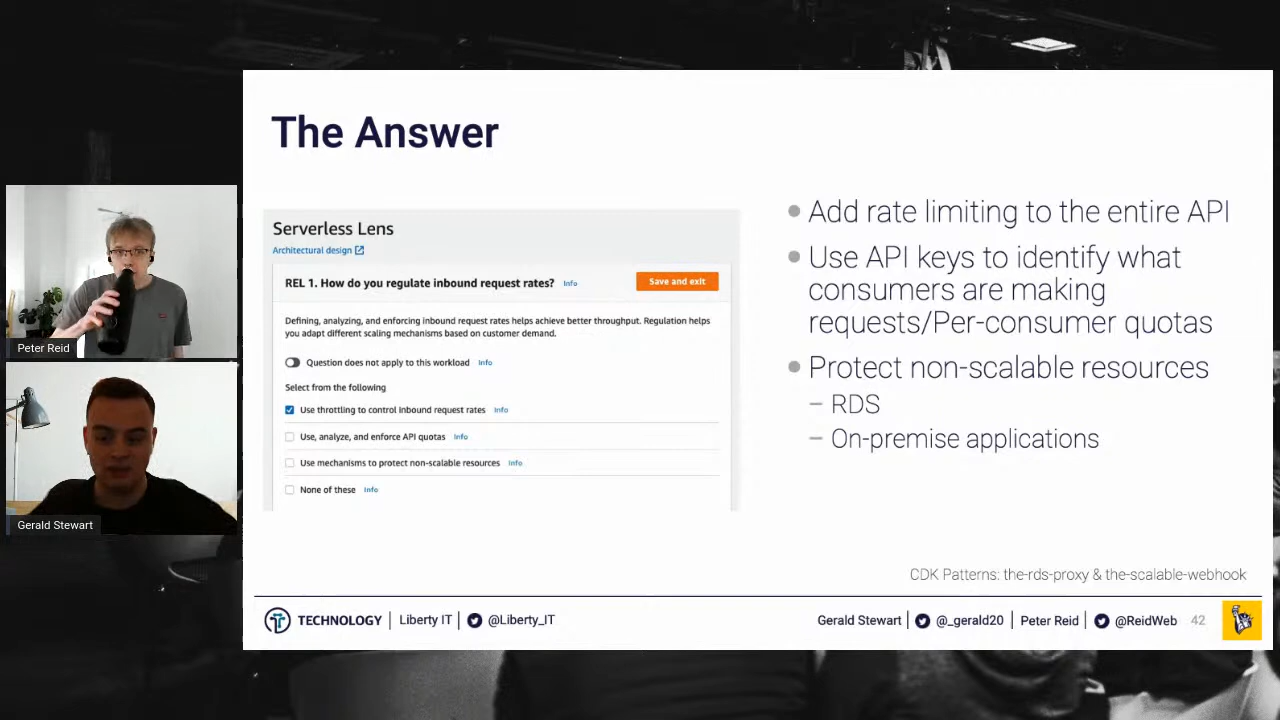 The Answer
Serverless Lens
Architectural design
REL 1. How do you regulate inbound request rates? Info
Save and exit
Defining, analyzing, and enforcing inbound request rates helps achieve better throughput. Regulation helps
you adapt different scaling mechanisms based on customer demand.
Question does not apply to this workload Info
Select from the following
Use throttling to control inbound request rates Info
Use, analyze, and enforce API quotas Info
Use mechanisms to protect non-scalable resources Info
None of these Info
Add rate limiting to the entire API
Use API keys to identify what
consumers are making
requests/Per-consumer quotas
Protect non-scalable resources
– RDS
– On-premise applications
Peter Reid
Gerald Stewart
CDK Patterns: the-rds-proxy & the-scalable-webhook
TECHNOLOGY | Liberty IT | @Liberty_IT
Gerald Stewart | @_gerald20 | Peter Reid | @ReidWeb 42